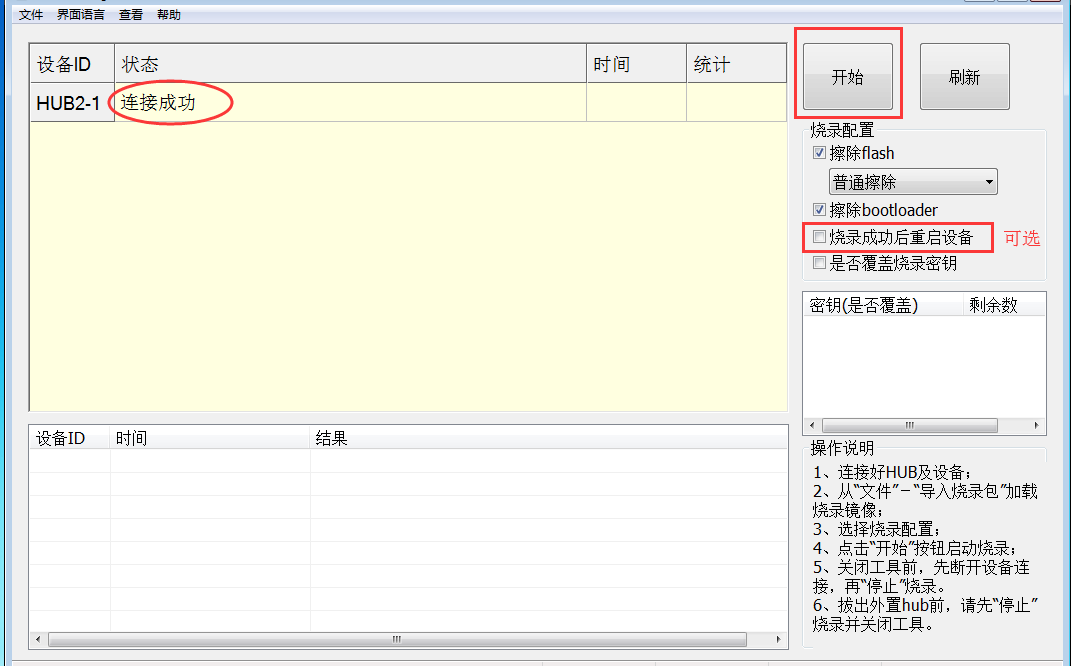 文件 界面语言 查看 帮助
设备ID 状态 时间 统计
HUB2-1 连接成功
开始 刷新
烧录配置
擦除flash
普通擦除
擦除bootloader
烧录成功后重启设备 可选
是否覆盖烧录密钥
密钥(是否覆盖) 剩余数
设备ID 时间 结果
操作说明
1、连接好HUB及设备；
2、从“文件”－“导入烧录包”加载
烧录镜像；
3、选择烧录配置；
4、点击“开始”按钮启动烧录；
5、关闭工具前，先断开设备连
接，再“停止”烧录。
6、拔出外置hub前，请先“停止”
烧录并关闭工具。